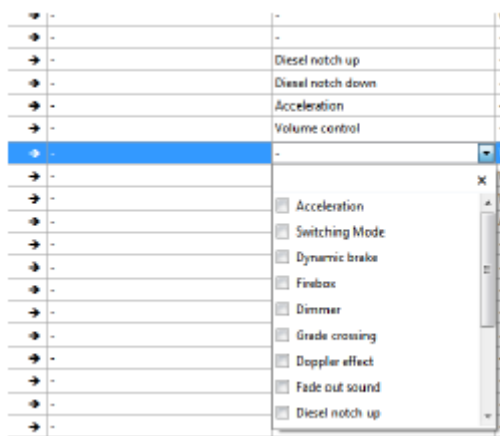 -
- -
- Diesel notch up
- Diesel notch down
- Acceleration
- Volume control
- -
-
-
-
-
-
-
-
-
-
-
-
Acceleration
Switching Mode
Dynamic brake
Firebox
Dimmer
Grade crossing
Doppler effect
Fade out sound
Diesel notch up